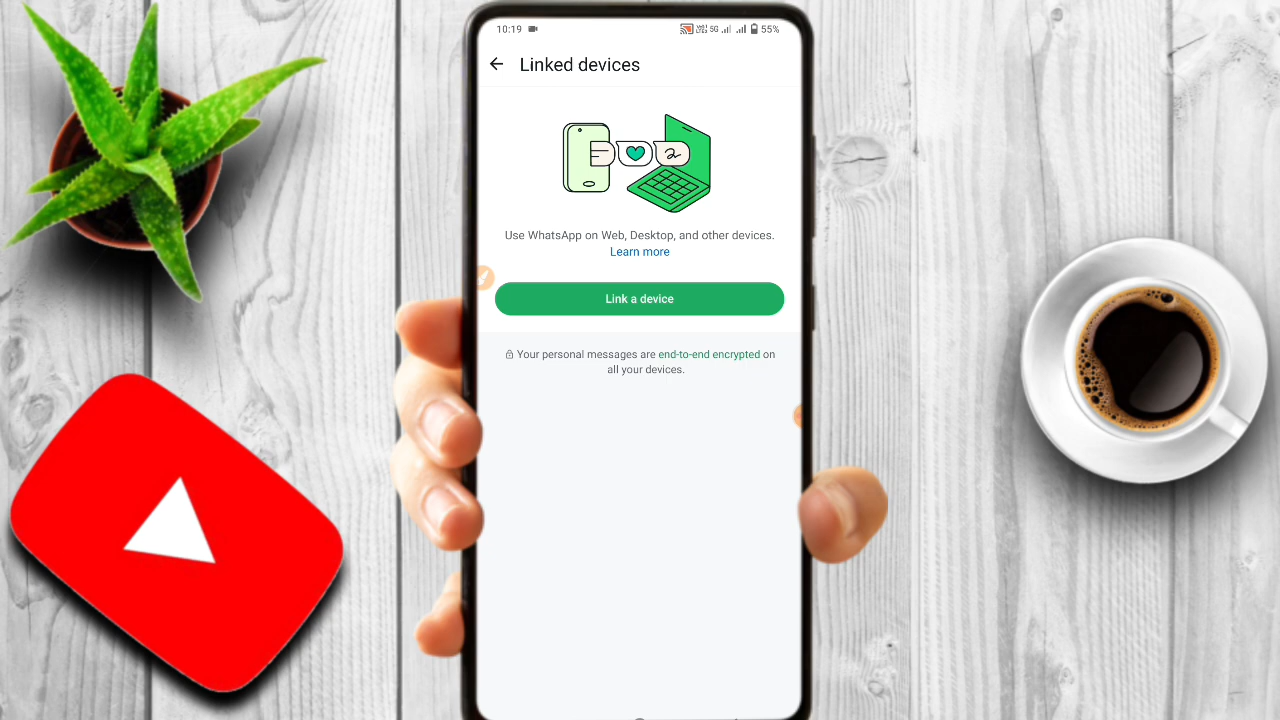 10:19 5G 55%
Linked devices
Use WhatsApp on Web, Desktop, and other devices.
Learn more
Link a device
Your personal messages are end-to-end encrypted on
all your devices.